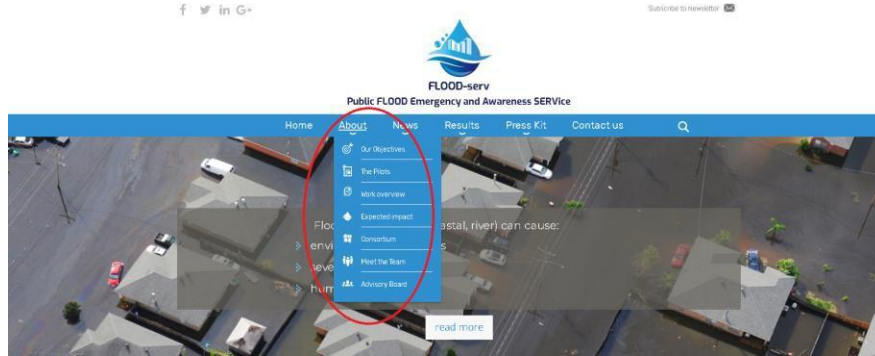 Subscribe to Newsletter
FLOOD-serv
Public FLOOD Emergency and Awareness SERVice
Home About News Results Press Kit Contact us
Our Objectives
The Pilots
Work overview
Expected impact
Consortium
Meet the Team
Advisory Board
Floo astal, river) can cause:
envi s
seve
hum
read more